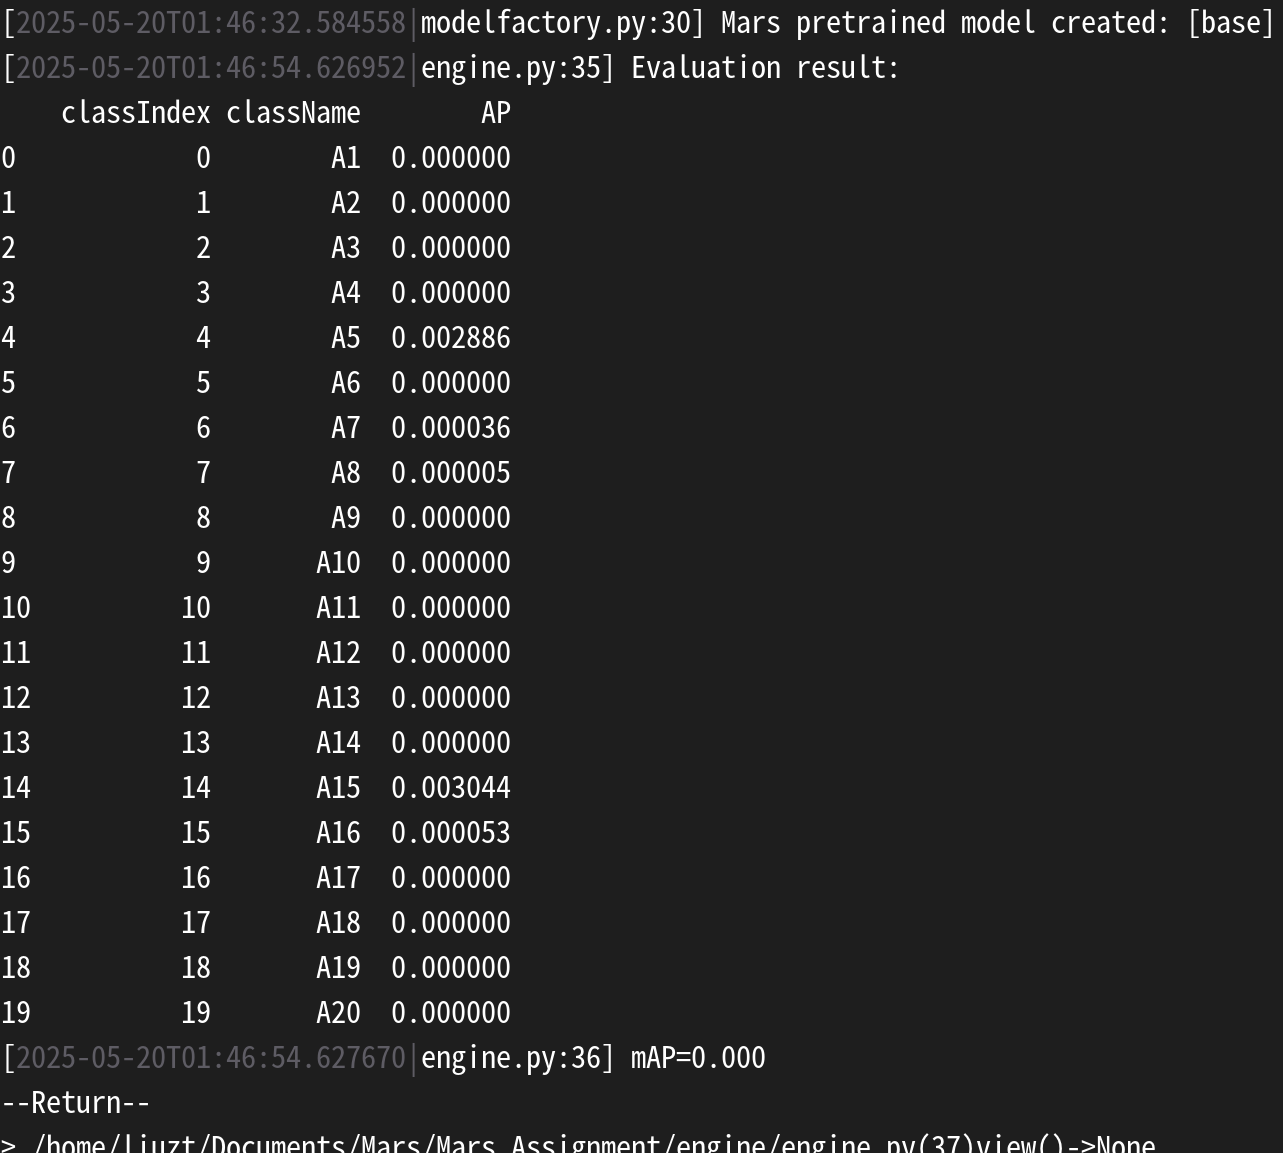 [2025-05-20T01:46:32.584558|modelfactory.py:30] Mars pretrained model created: [base]
[2025-05-20T01:46:54.626952|engine.py:35] Evaluation result:
classIndex className AP
0 0 A1 0.000000
1 1 A2 0.000000
2 2 A3 0.000000
3 3 A4 0.000000
4 4 A5 0.002886
5 5 A6 0.000000
6 6 A7 0.000036
7 7 A8 0.000005
8 8 A9 0.000000
9 9 A10 0.000000
10 10 A11 0.000000
11 11 A12 0.000000
12 12 A13 0.000000
13 13 A14 0.000000
14 14 A15 0.003044
15 15 A16 0.000053
16 16 A17 0.000000
17 17 A18 0.000000
18 18 A19 0.000000
19 19 A20 0.000000
[2025-05-20T01:46:54.627670|engine.py:36] mAP=0.000
--Return--
> /home/liuzt/Documents/Mars/Mars_Assignment/engine/engine.py(37)view()->None